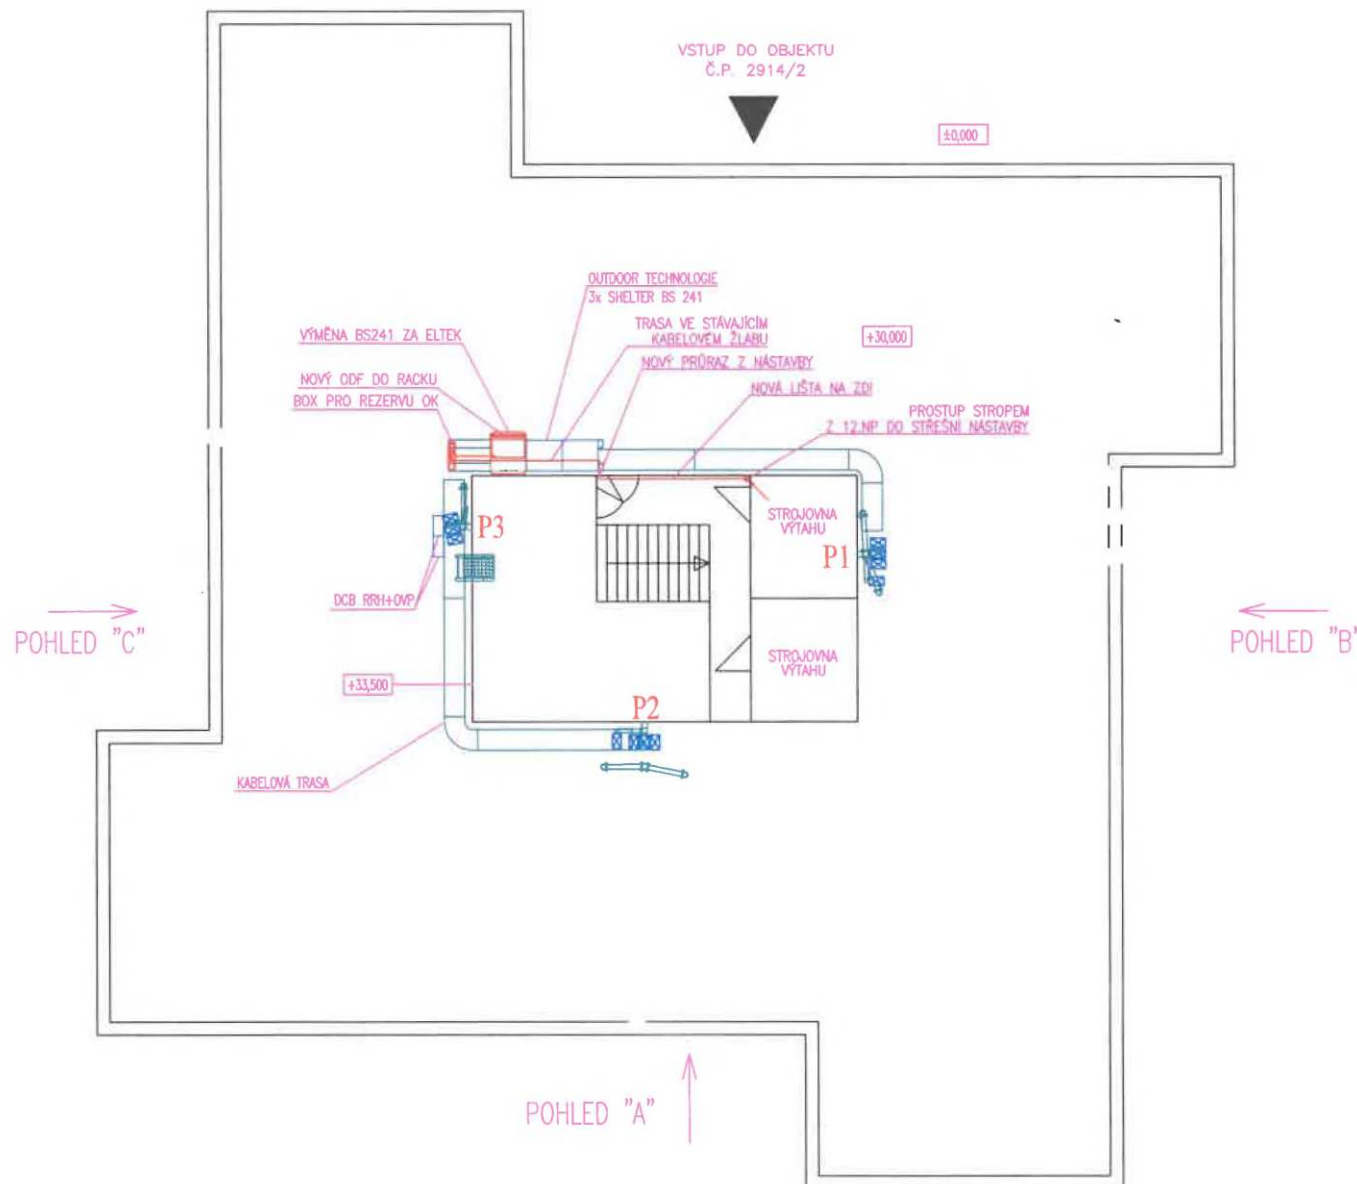 VSTUP DO OBJEKTU
Č.P. 2914/2
±0,000
OUTDOOR TECHNOLOGIE
3x SHELTER BS 241
TRASA VE STÁVAJÍCÍM
KABELOVÉM ŽLABU
+30,000
VÝMĚNA BS241 ZA ELTEK
NOVÝ PRŮRAZ Z NÁSTAVBY
NOVÝ ODF DO RACKU
NOVÁ LIŠTA NA ZDI
BOX PRO REZERVU OK
PROSTUP STROPEM
Z 12.NP DO STŘEŠNÍ NÁSTAVBY
STROJOVNA
VÝTAHU
P3
P1
DCB RRH+OVP
POHLED "C"
POHLED "B"
STROJOVNA
VÝTAHU
+33,500
P2
KABELOVÁ TRASA
POHLED "A"